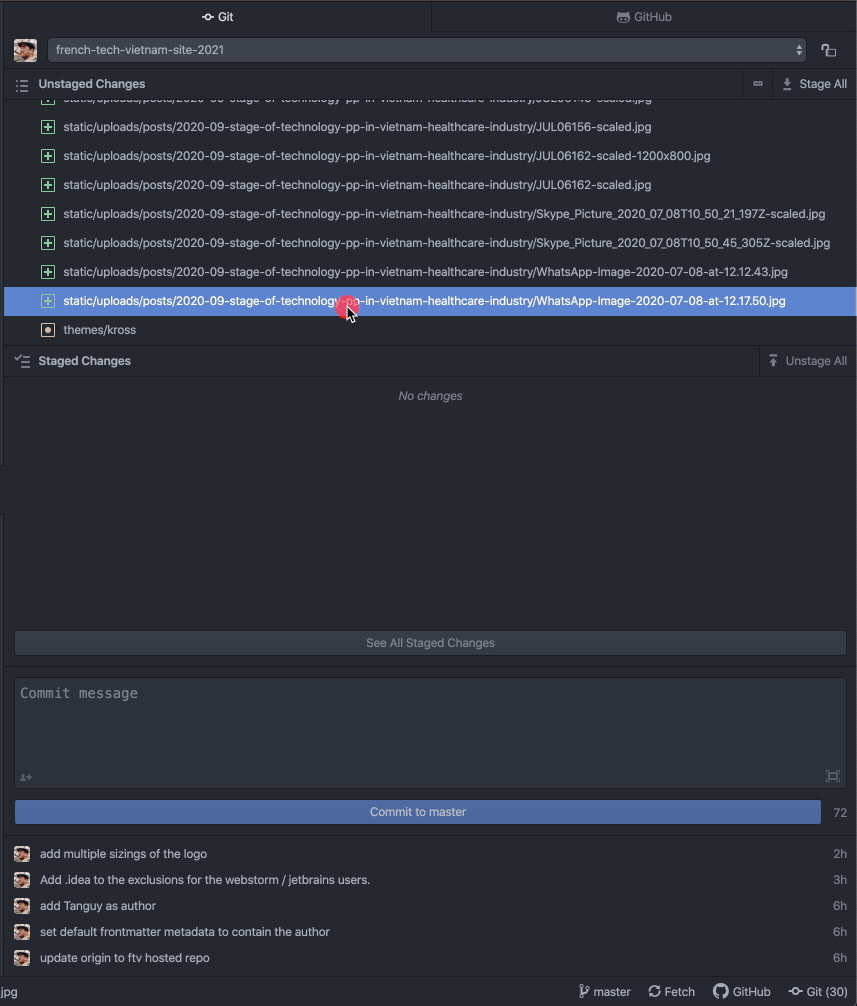 Git
GitHub
french-tech-vietnam-site-2021
Unstaged Changes
Stage All
static/uploads/posts/2020-09-stage-of-technology-pp-in-vietnam-healthcare-industry/JUL06156-scaled.jpg
static/uploads/posts/2020-09-stage-of-technology-pp-in-vietnam-healthcare-industry/JUL06162-scaled-1200x800.jpg
static/uploads/posts/2020-09-stage-of-technology-pp-in-vietnam-healthcare-industry/JUL06162-scaled.jpg
static/uploads/posts/2020-09-stage-of-technology-pp-in-vietnam-healthcare-industry/Skype_Picture_2020_07_08T10_50_21_197Z-scaled.jpg
static/uploads/posts/2020-09-stage-of-technology-pp-in-vietnam-healthcare-industry/Skype_Picture_2020_07_08T10_50_45_305Z-scaled.jpg
static/uploads/posts/2020-09-stage-of-technology-pp-in-vietnam-healthcare-industry/WhatsApp-Image-2020-07-08-at-12.12.43.jpg
static/uploads/posts/2020-09-stage-of-technology-pp-in-vietnam-healthcare-industry/WhatsApp-Image-2020-07-08-at-12.17.50.jpg
themes/kross
Staged Changes
Unstage All
No changes
See All Staged Changes
Commit message
Commit to master
72
add multiple sizings of the logo 2h
Add .idea to the exclusions for the webstorm / jetbrains users. 3h
add Tanguy as author 6h
set default frontmatter metadata to contain the author 6h
update origin to ftv hosted repo 6h
jpg master Fetch GitHub Git (30)